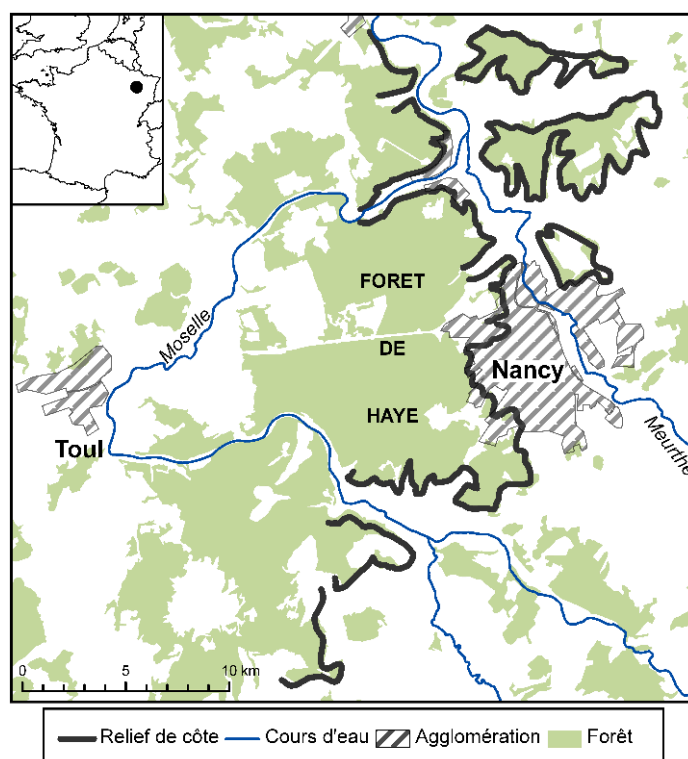 FORET
Moselle
DE
Nancy
HAYE
Toul
Meurthe
0 5 10 km
Relief de côte Cours d'eau Agglomération Forêt